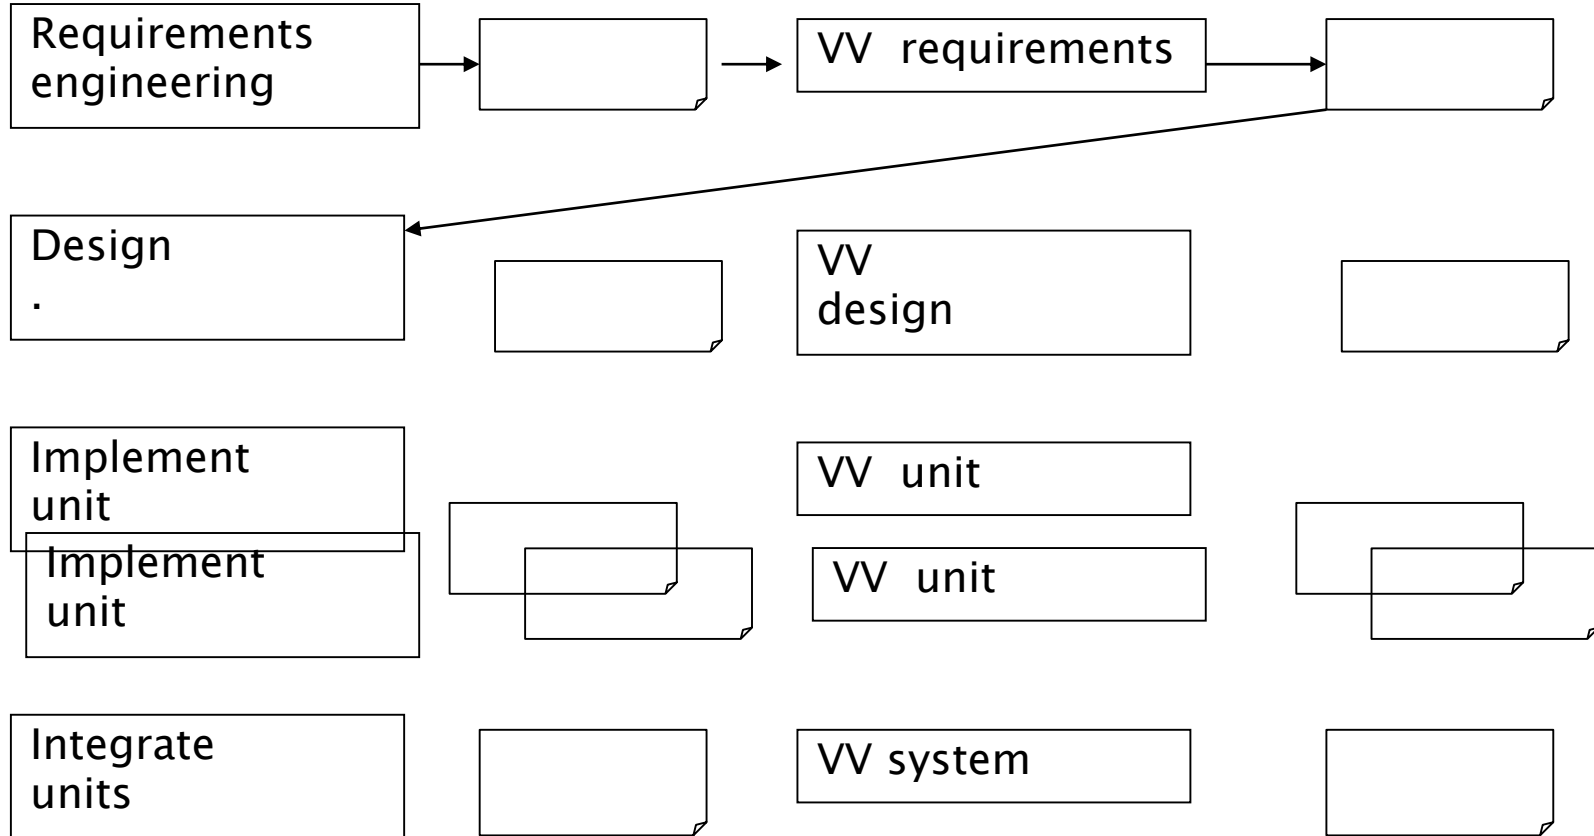 Requirements
engineering
VV requirements
Design
.
VV
design
Implement
unit
VV unit
Implement
unit
VV unit
Integrate
units
VV system